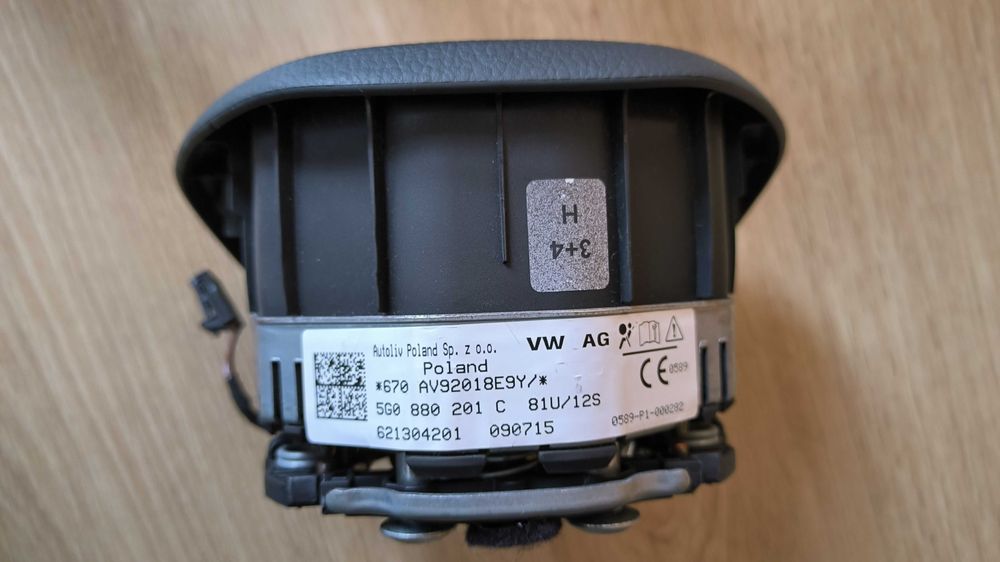 3+4
H
Autoliv Poland Sp. z o.o.
VW AG
Poland
*670 AV92018E9Y/*
CE 0589
5G0 880 201 C 81U/12S
0589-P1-000282
621304201 090715